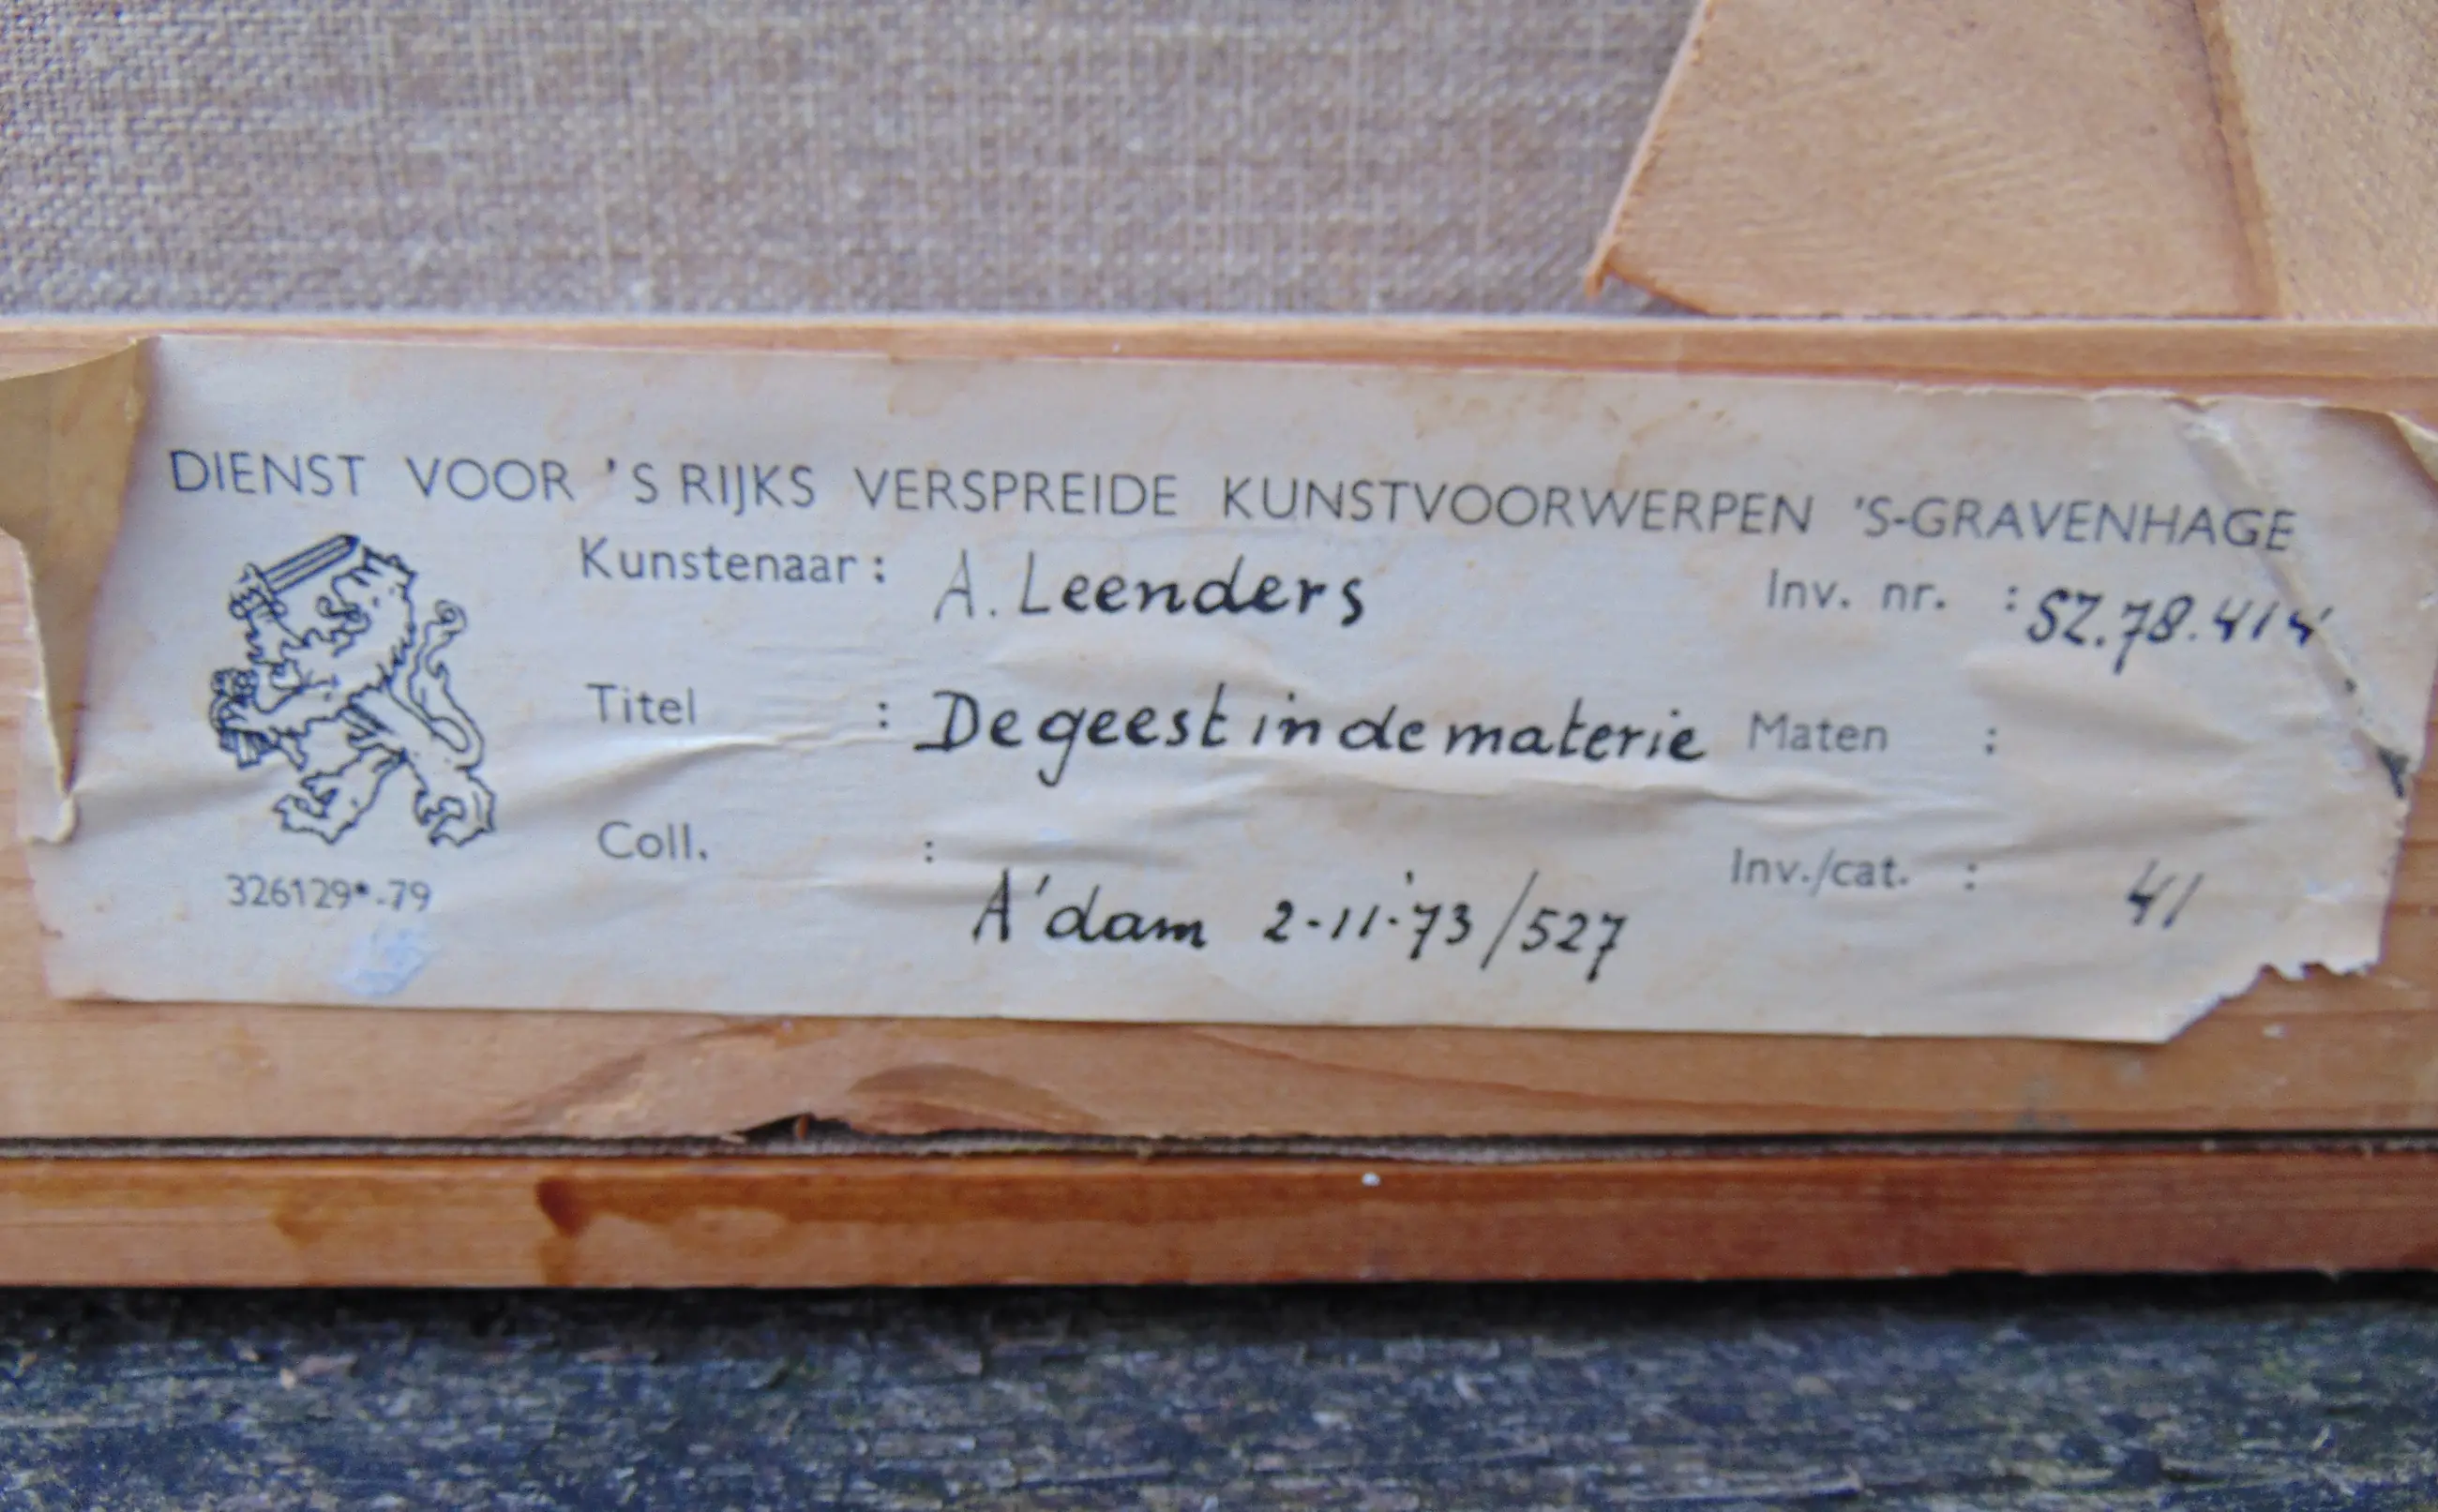 DIENST VOOR 'S RIJKS VERSPREIDE KUNSTVOORWERPEN 'S-GRAVENHAGE
Kunstenaar : A. Leenders Inv. nr. : SZ.78.414
Titel : De geest in de materie Maten :
Coll. : A'dam 2-11-'73/527 Inv./cat. : 41
326129*-79